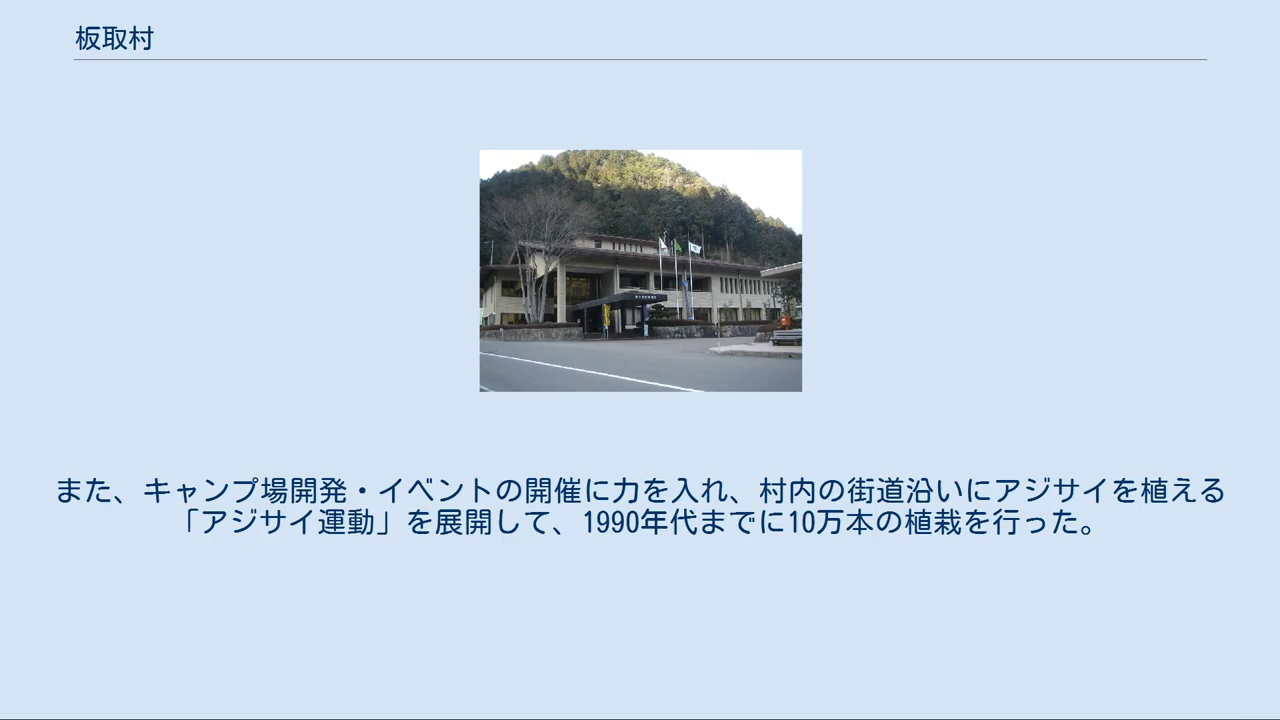 板取村
また、キャンプ場開発・イベントの開催に力を入れ、村内の街道沿いにアジサイを植える
「アジサイ運動」を展開して、1990年代までに10万本の植栽を行った。